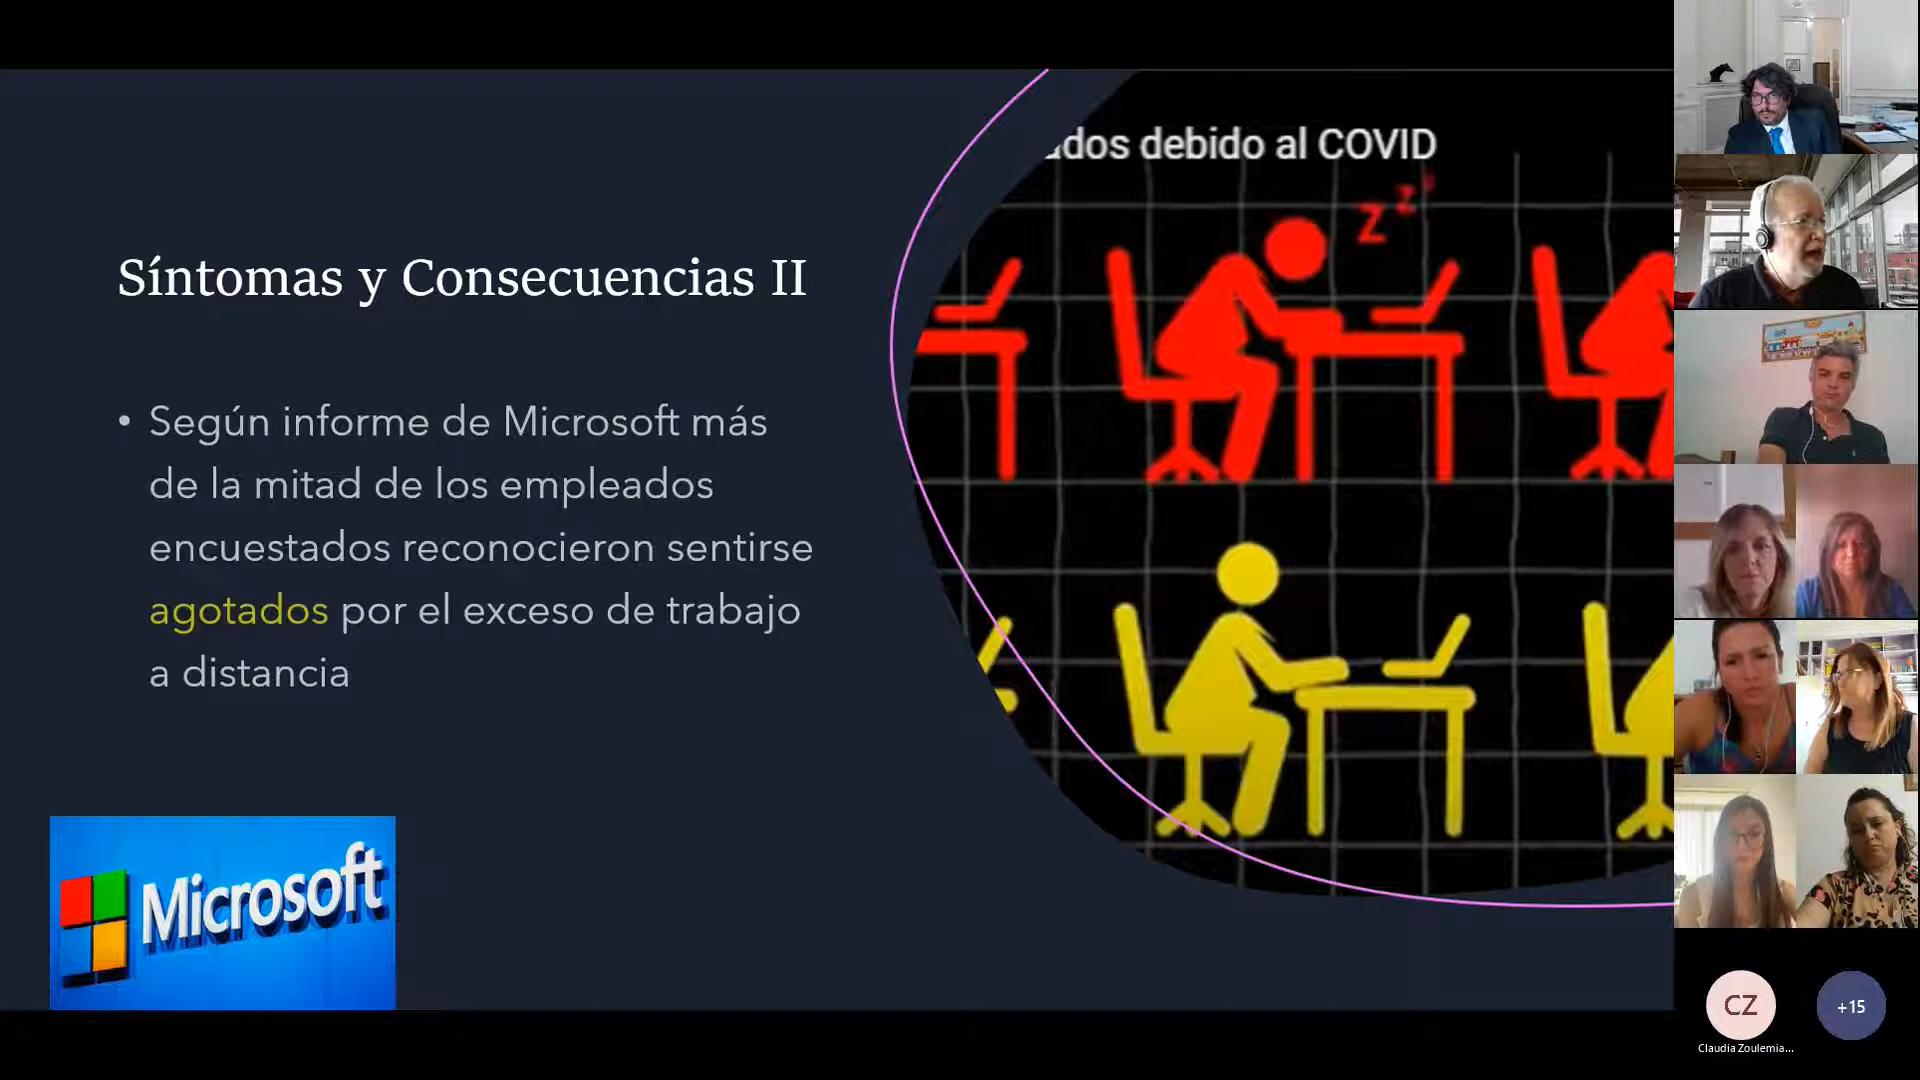 ados debido al COVID
z z z
Síntomas y Consecuencias II
• Según informe de Microsoft más
de la mitad de los empleados
encuestados reconocieron sentirse
agotados por el exceso de trabajo
a distancia
Microsoft
CZ
+15
Claudia Zoulemia...